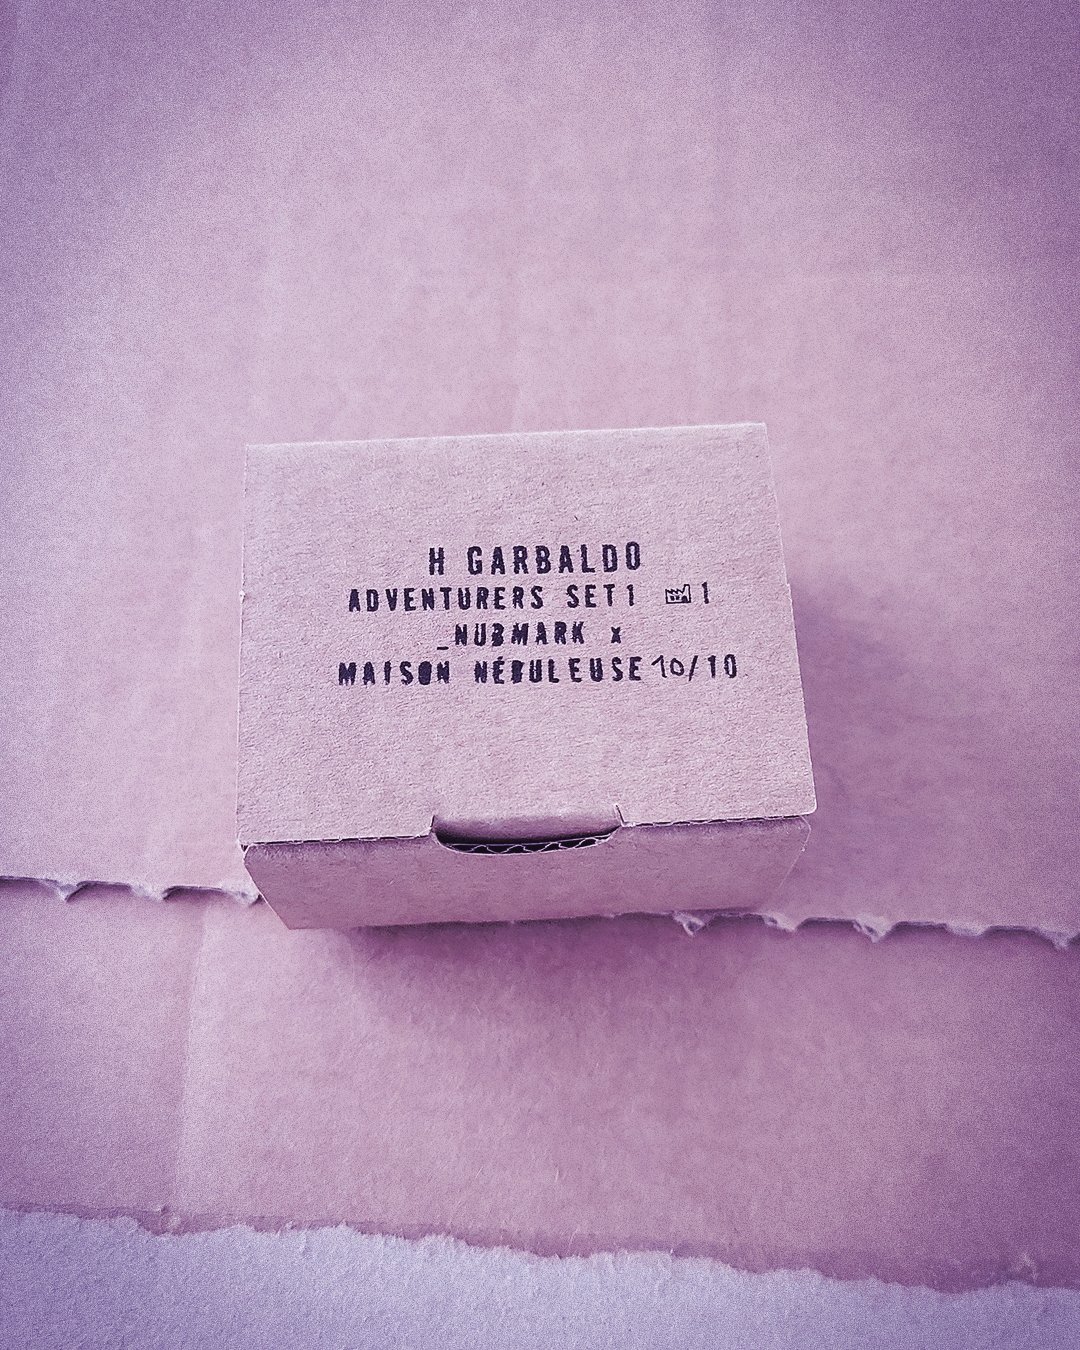 H GARBALDO
ADVENTURERS SET1 🏭1
_NUBMARK x
MAISON NÉBULEUSE 10/10